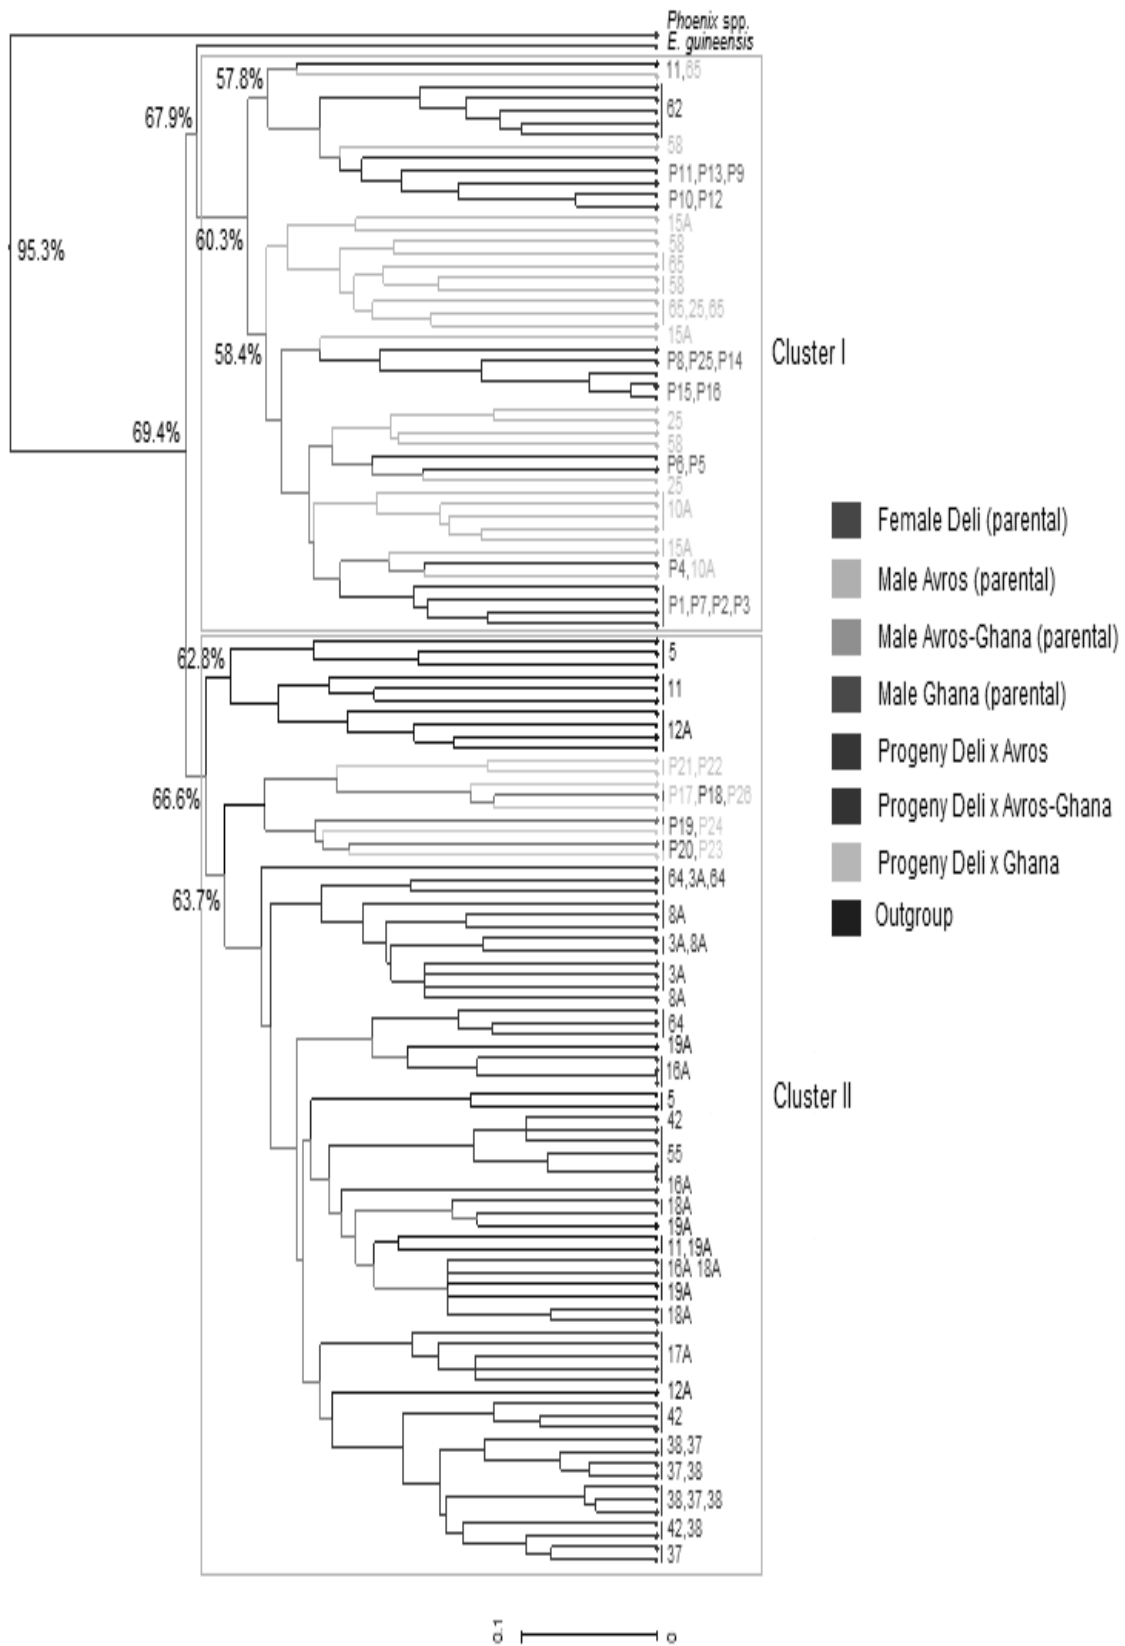 Phoenix spp.
E. guineensis
57.8%
11,65
67.9%
62
58
P11,P13,P9
P10,P12
15A
60.3%
58
95.3%
65
58
65,25,65
15A
58.4%
Cluster I
P8,P25,P14
P15,P16
25
69.4%
58
P6,P5
25
10A
15A
P4,10A
P1,P7,P2,P3
Female Deli (parental)
Male Avros (parental)
Male Avros-Ghana (parental)
Male Ghana (parental)
Progeny Deli x Avros
Progeny Deli x Avros-Ghana
Progeny Deli x Ghana
Outgroup
62.8%
5
11
12A
P21,P22
66.6%
P17,P18,P26
P19,P24
P20,P23
64,3A,64
63.7%
8A
3A,8A
3A
8A
64
19A
16A
Cluster II
5
42
55
16A
18A
19A
11,19A
16A 18A
19A
18A
17A
12A
42
38,37
37,38
38,37,38
42,38
37
0.1
0